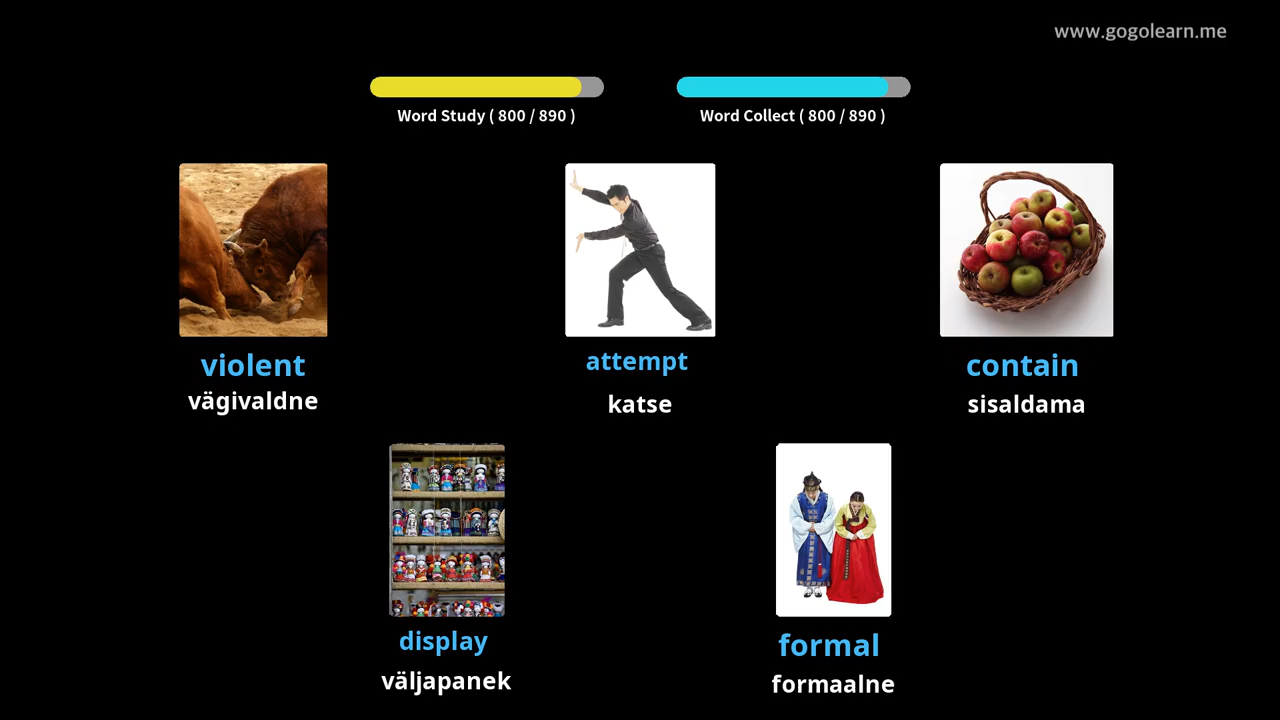 www.gogolearn.me
Word Study ( 800 / 890 )
Word Collect ( 800 / 890 )
violent
vägivaldne
attempt
katse
contain
sisaldama
display
väljapanek
formal
formaalne